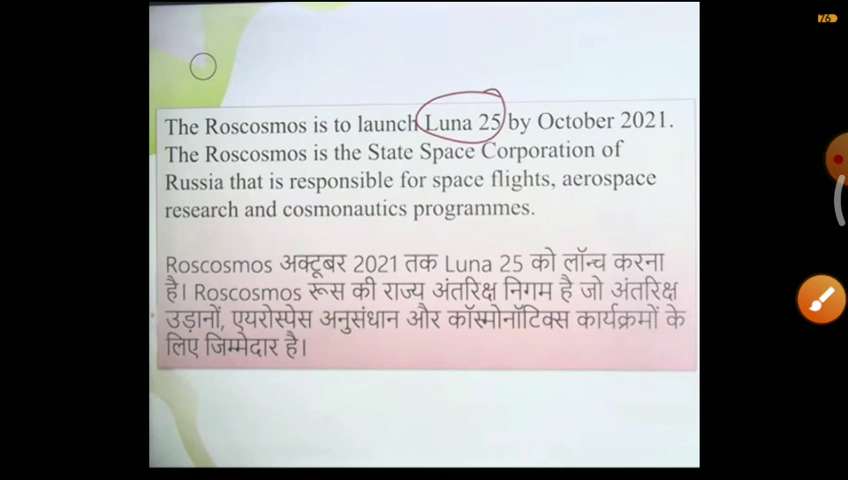 76
The Roscosmos is to launch Luna 25 by October 2021.
The Roscosmos is the State Space Corporation of
Russia that is responsible for space flights, aerospace
research and cosmonautics programmes.
Roscosmos अक्टूबर 2021 तक Luna 25 को लॉन्च करना
है। Roscosmos रूस की राज्य अंतरिक्ष निगम है जो अंतरिक्ष
उड़ानों, एयरोस्पेस अनुसंधान और कॉस्मोनॉटिक्स कार्यक्रमों के
लिए जिम्मेदार है।